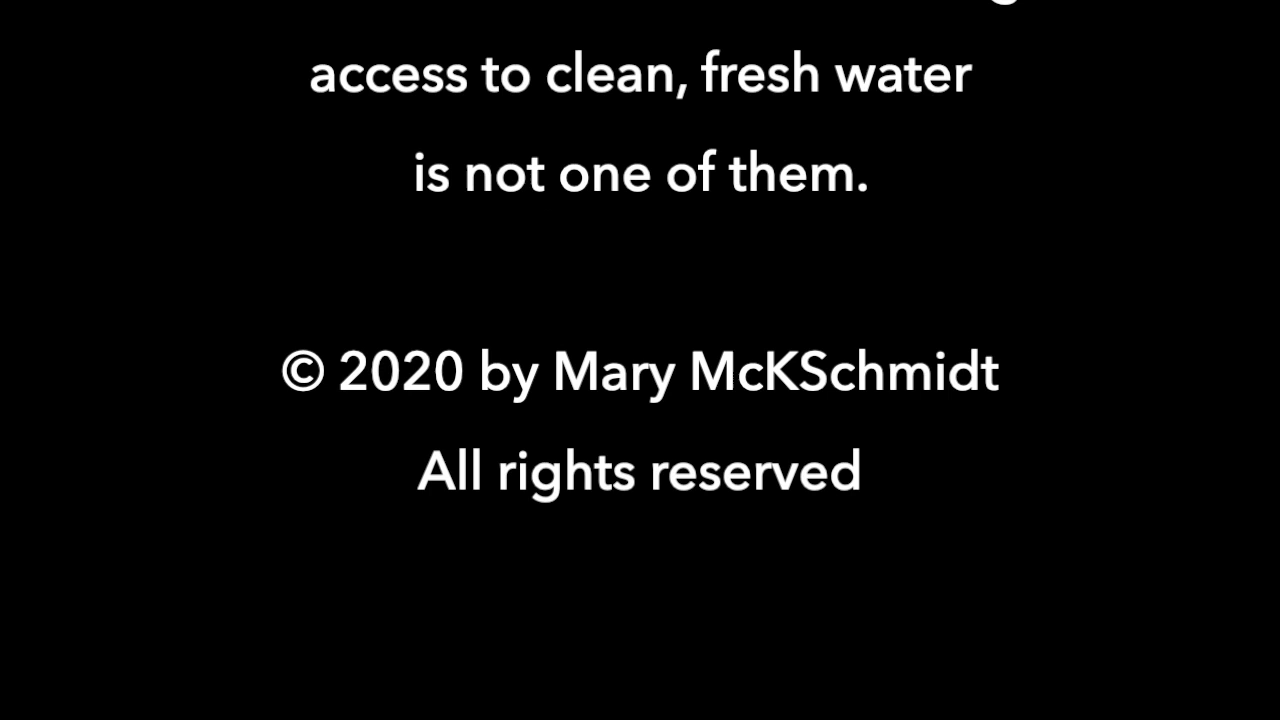 access to clean, fresh water
is not one of them.
© 2020 by Mary McKSchmidt
All rights reserved